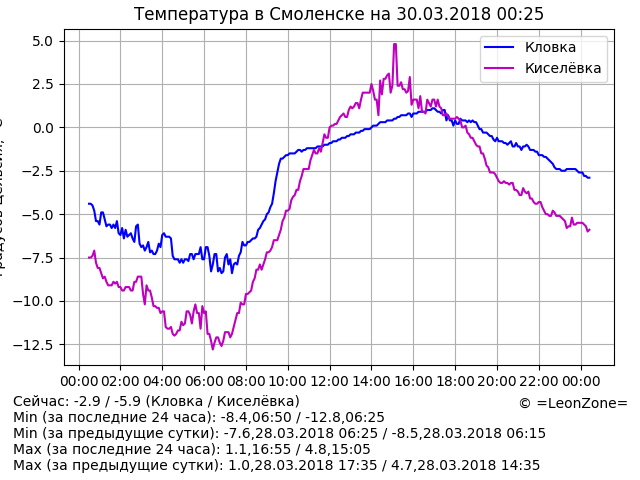 Температура в Смоленске на 30.03.2018 00:25
Кловка
Киселёвка
5.0
2.5
0.0
−2.5
−5.0
−7.5
−10.0
−12.5
00:00 02:00 04:00 06:00 08:00 10:00 12:00 14:00 16:00 18:00 20:00 22:00 00:00
Сейчас: -2.9 / -5.9 (Кловка / Киселёвка)
© =LeonZone=
Min (за последние 24 часа): -8.4,06:50 / -12.8,06:25
Min (за предыдущие сутки): -7.6,28.03.2018 06:25 / -8.5,28.03.2018 06:15
Max (за последние 24 часа): 1.1,16:55 / 4.8,15:05
Max (за предыдущие сутки): 1.0,28.03.2018 17:35 / 4.7,28.03.2018 14:35